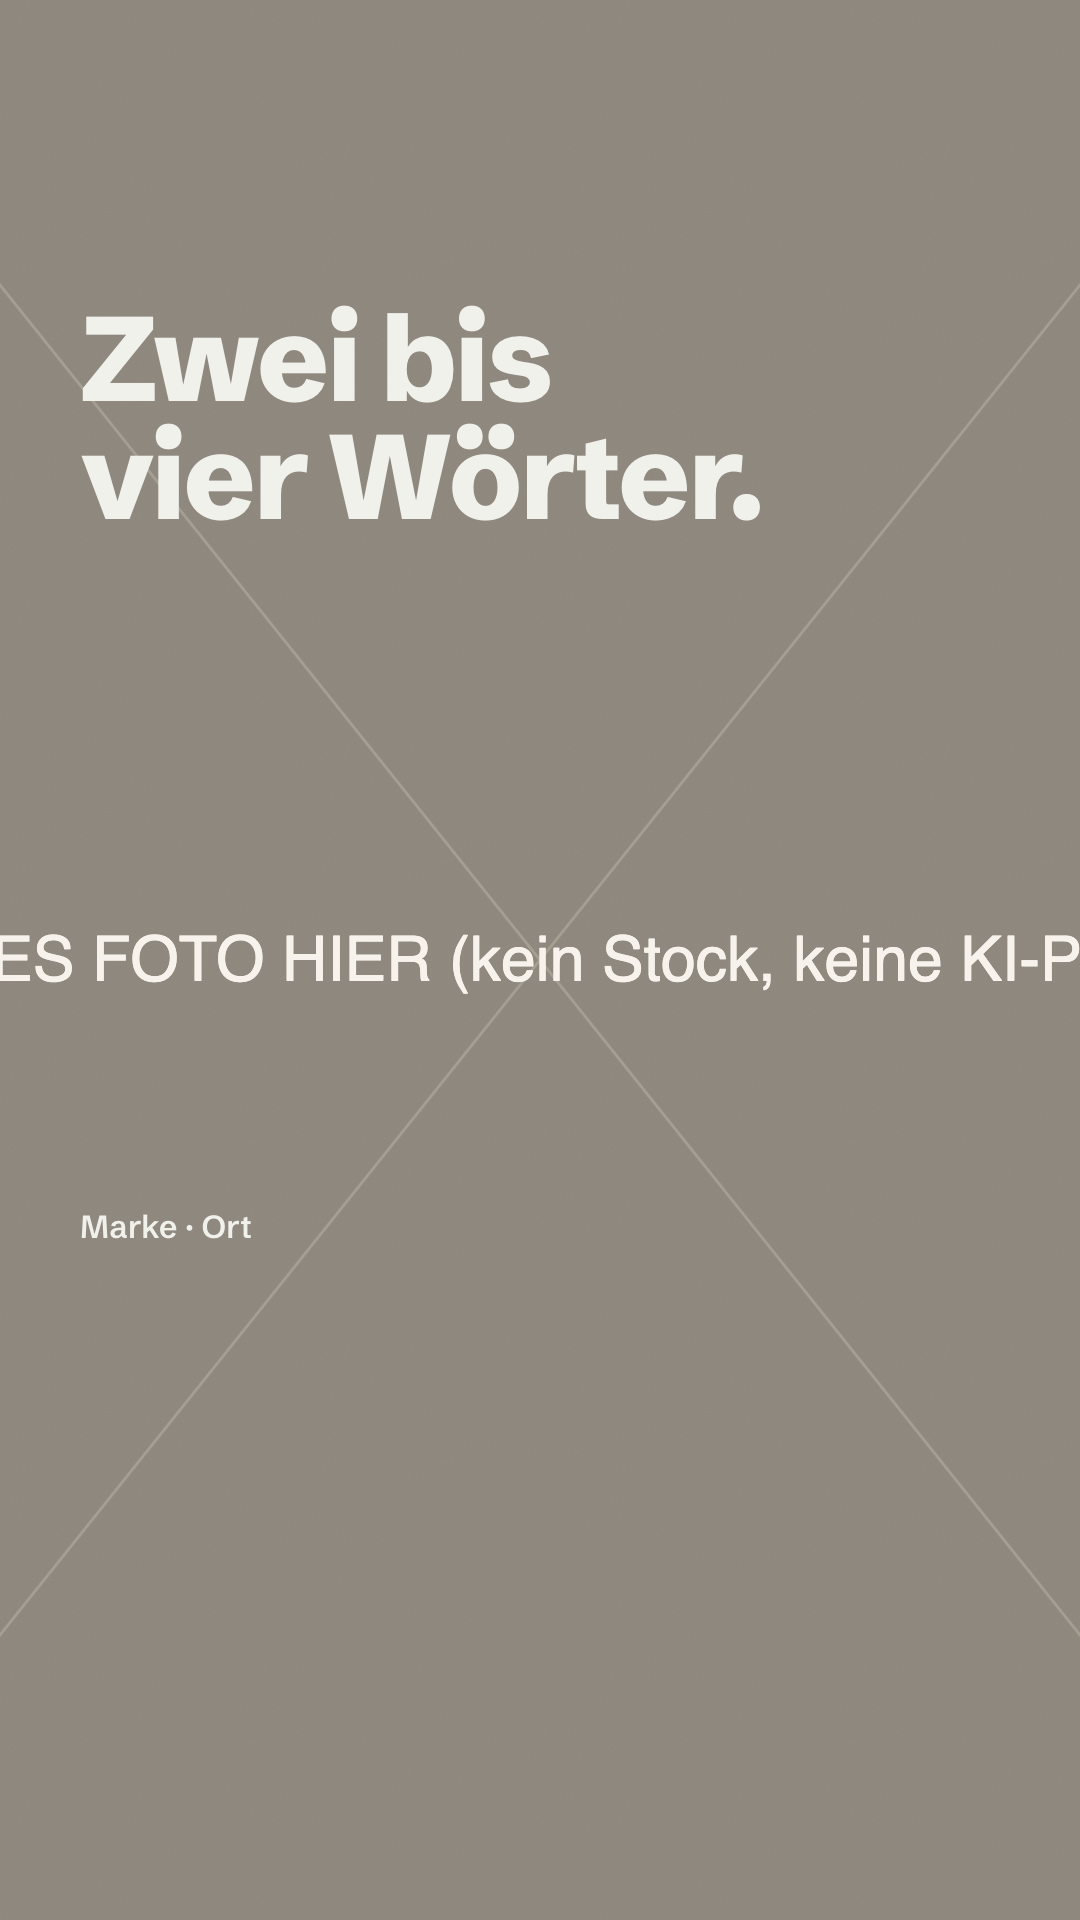 Zwei bis
vier Wörter.
ES FOTO HIER (kein Stock, keine KI-P
Marke · Ort